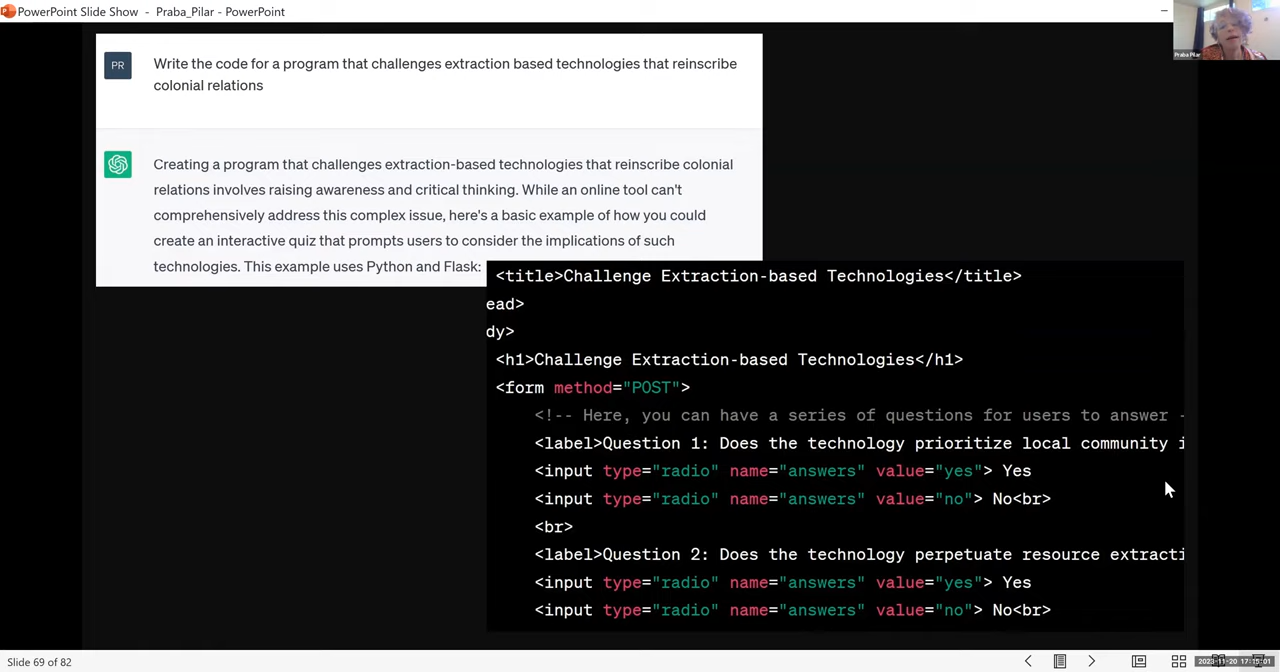 PowerPoint Slide Show - Praba_Pilar - PowerPoint
Praba Pilar
PR
Write the code for a program that challenges extraction based technologies that reinscribe
colonial relations
Creating a program that challenges extraction-based technologies that reinscribe colonial
relations involves raising awareness and critical thinking. While an online tool can't
comprehensively address this complex issue, here's a basic example of how you could
create an interactive quiz that prompts users to consider the implications of such
technologies. This example uses Python and Flask:
<title>Challenge Extraction-based Technologies</title>
ead>
dy>
<h1>Challenge Extraction-based Technologies</h1>
<form method="POST">
<!-- Here, you can have a series of questions for users to answer -
<label>Question 1: Does the technology prioritize local community i
<input type="radio" name="answers" value="yes"> Yes
<input type="radio" name="answers" value="no"> No<br>
<br>
<label>Question 2: Does the technology perpetuate resource extracti
<input type="radio" name="answers" value="yes"> Yes
<input type="radio" name="answers" value="no"> No<br>
Slide 69 of 82
2023-11-20 17:15:01